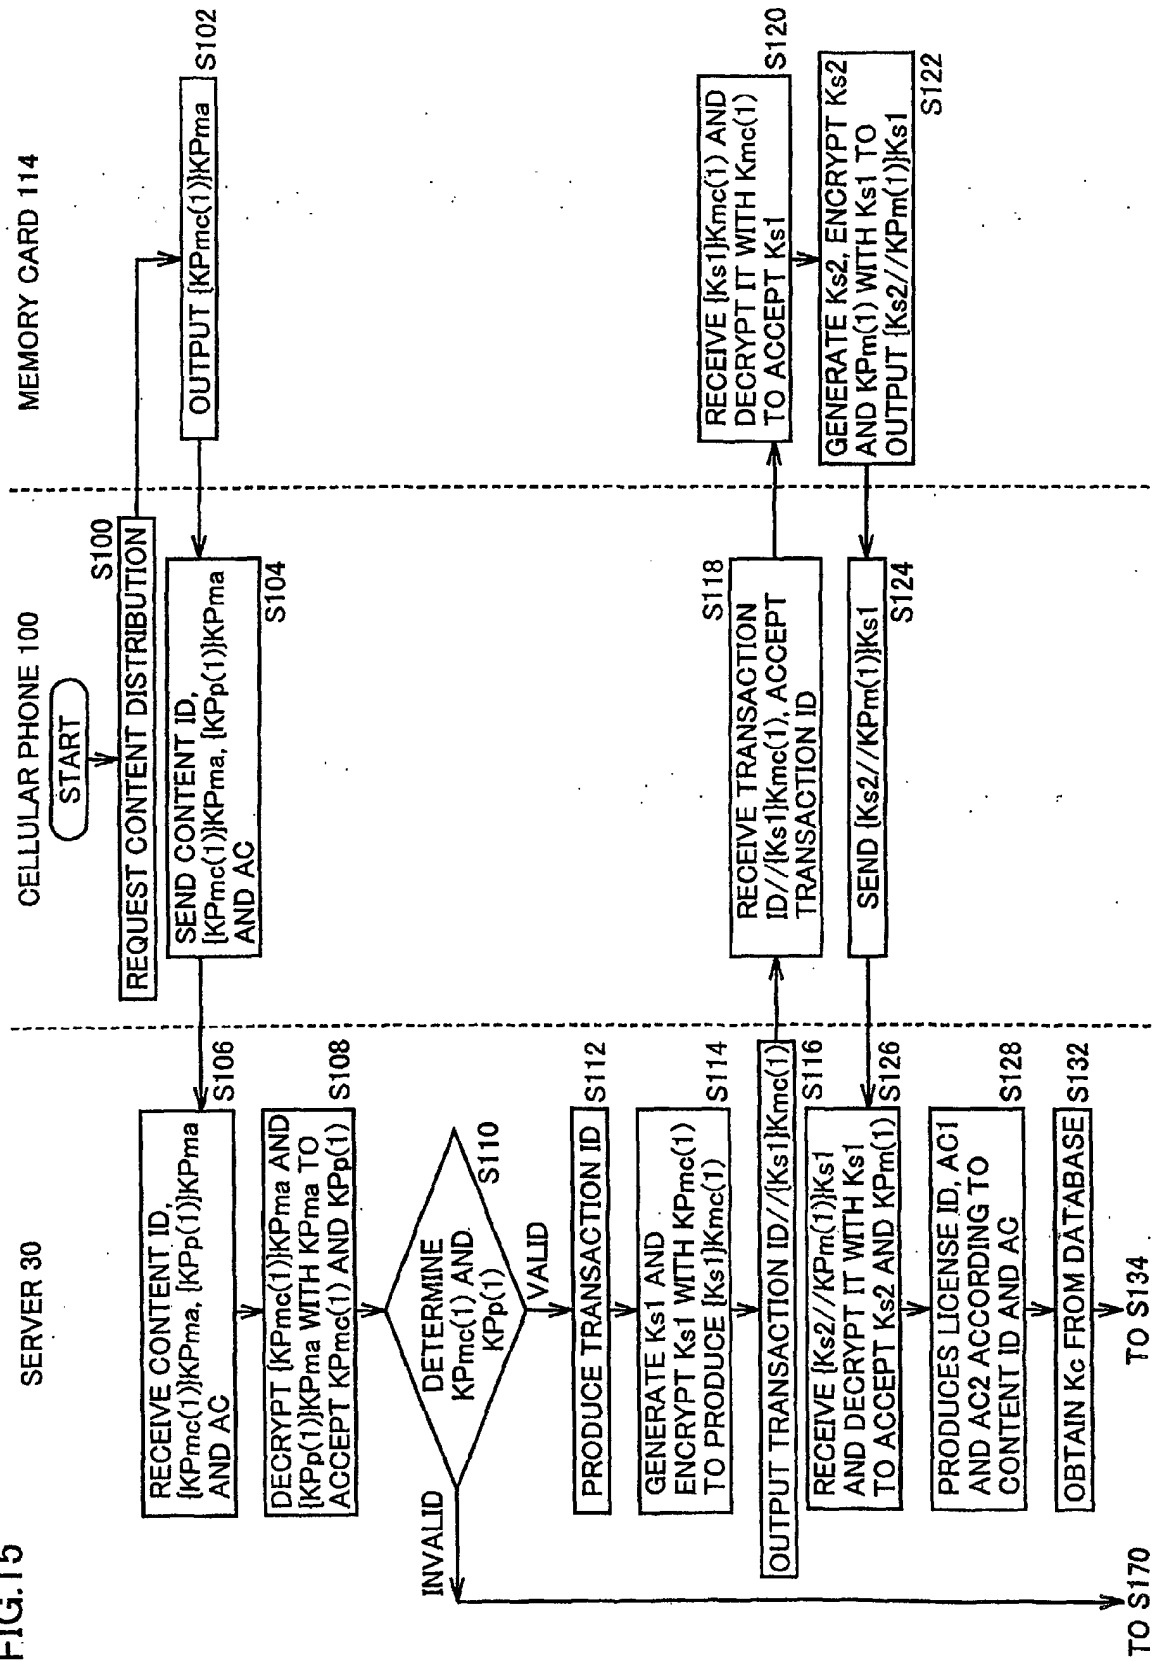 FIG.15
SERVER 30
CELLULAR PHONE 100
MEMORY CARD 114
START
S100
REQUEST CONTENT DISTRIBUTION
OUTPUT {KPmc(1)}KPma
S102
SEND CONTENT ID,
{KPmc(1)}KPma, {KPp(1)}KPma
AND AC
S104
RECEIVE CONTENT ID,
{KPmc(1)}KPma, {KPp(1)}KPma
AND AC
S106
DECRYPT {KPmc(1)}KPma AND
{KPp(1)}KPma WITH KPma TO
ACCEPT KPmc(1) AND KPp(1)
S108
DETERMINE
KPmc(1) AND
KPp(1)
S110
INVALID
VALID
PRODUCE TRANSACTION ID
S112
GENERATE Ks1 AND
ENCRYPT Ks1 WITH KPmc(1)
TO PRODUCE {Ks1}Kmc(1)
S114
OUTPUT TRANSACTION ID//{Ks1}Kmc(1)
S116
S118
RECEIVE TRANSACTION
ID//{Ks1}Kmc(1), ACCEPT
TRANSACTION ID
RECEIVE {Ks1}Kmc(1) AND
DECRYPT IT WITH Kmc(1)
TO ACCEPT Ks1
S120
GENERATE Ks2, ENCRYPT Ks2
AND KPm(1) WITH Ks1 TO
OUTPUT {Ks2//KPm(1)}Ks1
S122
SEND {Ks2//KPm(1)}Ks1
S124
RECEIVE {Ks2//KPm(1)}Ks1
AND DECRYPT IT WITH Ks1
TO ACCEPT Ks2 AND KPm(1)
S126
PRODUCES LICENSE ID, AC1
AND AC2 ACCORDING TO
CONTENT ID AND AC
S128
OBTAIN Kc FROM DATABASE
S132
TO S170
TO S134